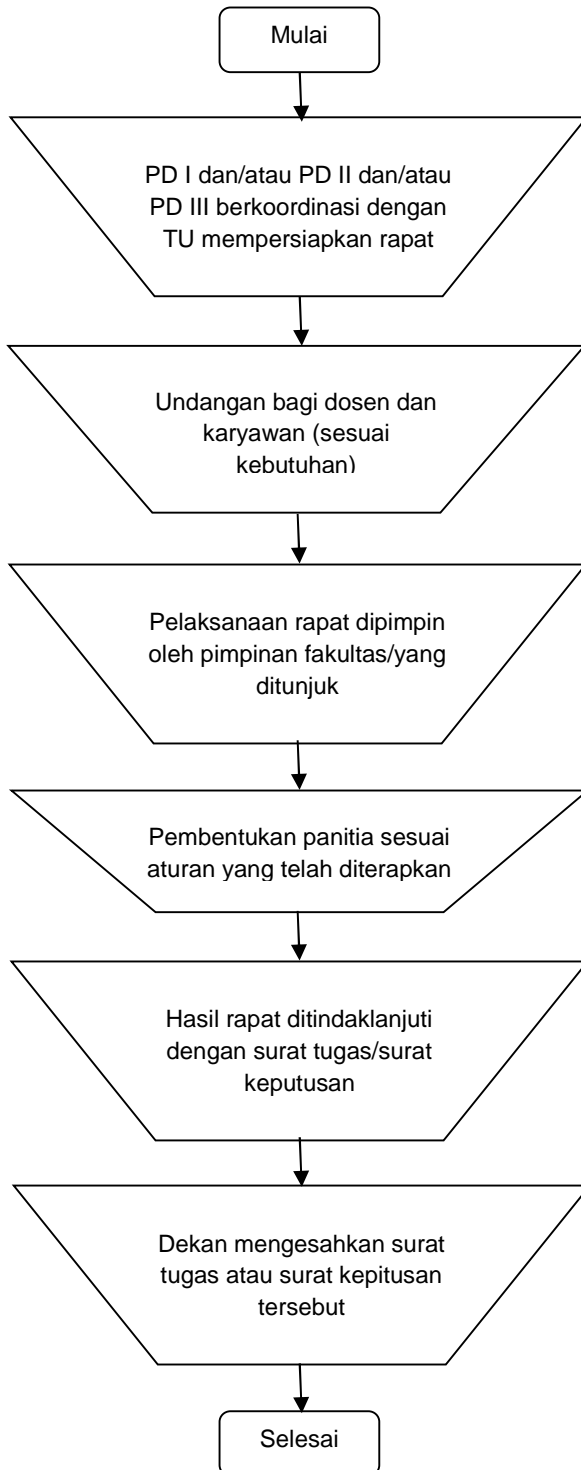 Mulai
PD I dan/atau PD II dan/atau
PD III berkoordinasi dengan
TU mempersiapkan rapat
Undangan bagi dosen dan
karyawan (sesuai
kebutuhan)
Pelaksanaan rapat dipimpin
oleh pimpinan fakultas/yang
ditunjuk
Pembentukan panitia sesuai
aturan yang telah diterapkan
Hasil rapat ditindaklanjuti
dengan surat tugas/surat
keputusan
Dekan mengesahkan surat
tugas atau surat kepitusan
tersebut
Selesai